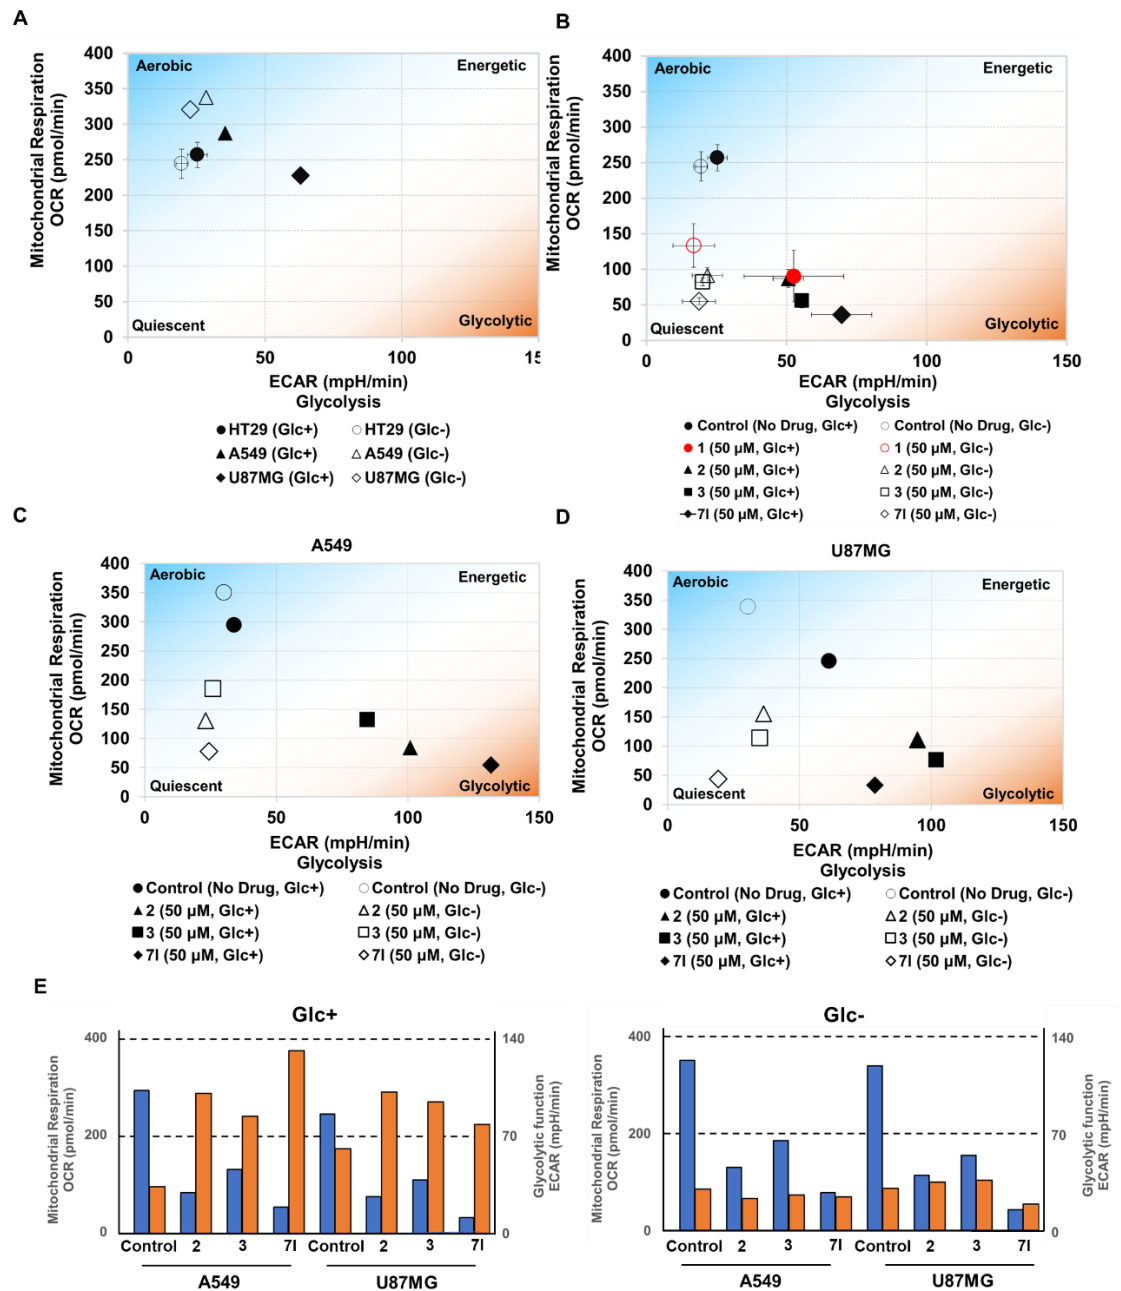 A
Mitochondrial Respiration
OCR (pmol/min)
400
350
300
250
200
150
100
50
0
Aerobic
Energetic
Quiescent
Glycolytic
0
50
100
15
ECAR (mpH/min)
Glycolysis
HT29 (Glc+)
HT29 (Glc-)
A549 (Glc+)
A549 (Glc-)
U87MG (Glc+)
U87MG (Glc-)
B
Mitochondrial Respiration
OCR (pmol/min)
400
350
300
250
200
150
100
50
0
Aerobic
Energetic
Quiescent
Glycolytic
0
50
100
150
ECAR (mpH/min)
Glycolysis
Control (No Drug, Glc+)
Control (No Drug, Glc-)
1 (50 µM, Glc+)
1 (50 µM, Glc-)
2 (50 µM, Glc+)
2 (50 µM, Glc-)
3 (50 µM, Glc+)
3 (50 µM, Glc-)
7l (50 µM, Glc+)
7l (50 µM, Glc-)
C
A549
Mitochondrial Respiration
OCR (pmol/min)
400
350
300
200
150
100
50
0
Aerobic
Energetic
Quiescent
Glycolytic
0
50
100
150
ECAR (mpH/min)
Glycolysis
Control (No Drug, Glc+)
Control (No Drug, Glc-)
2 (50 µM, Glc+)
2 (50 µM, Glc-)
3 (50 µM, Glc+)
3 (50 µM, Glc-)
7l (50 µM, Glc+)
7l (50 µM, Glc-)
D
U87MG
Mitochondrial Respiration
OCR (pmol/min)
400
350
300
250
200
150
100
50
0
Aerobic
Energetic
Quiescent
Glycolytic
0
50
100
150
ECAR (mpH/min)
Glycolysis
Control (No Drug, Glc+)
Control (No Drug, Glc-)
2 (50 µM, Glc+)
2 (50 µM, Glc-)
3 (50 µM, Glc+)
3 (50 µM, Glc-)
7l (50 µM, Glc+)
7l (50 µM, Glc-)
E
Glc+
Mitochondrial Respiration
OCR (pmol/min)
400
200
0
140
70
0
Glycolytic function
ECAR (mpH/min)
Control 2 3 7l Control 2 3 7l
A549
U87MG
Glc-
Mitochondrial Respiration
OCR (pmol/min)
400
200
0
140
70
0
Glycolytic function
ECAR (mpH/min)
Control 2 3 7l Control 2 3 7l
A549
U87MG